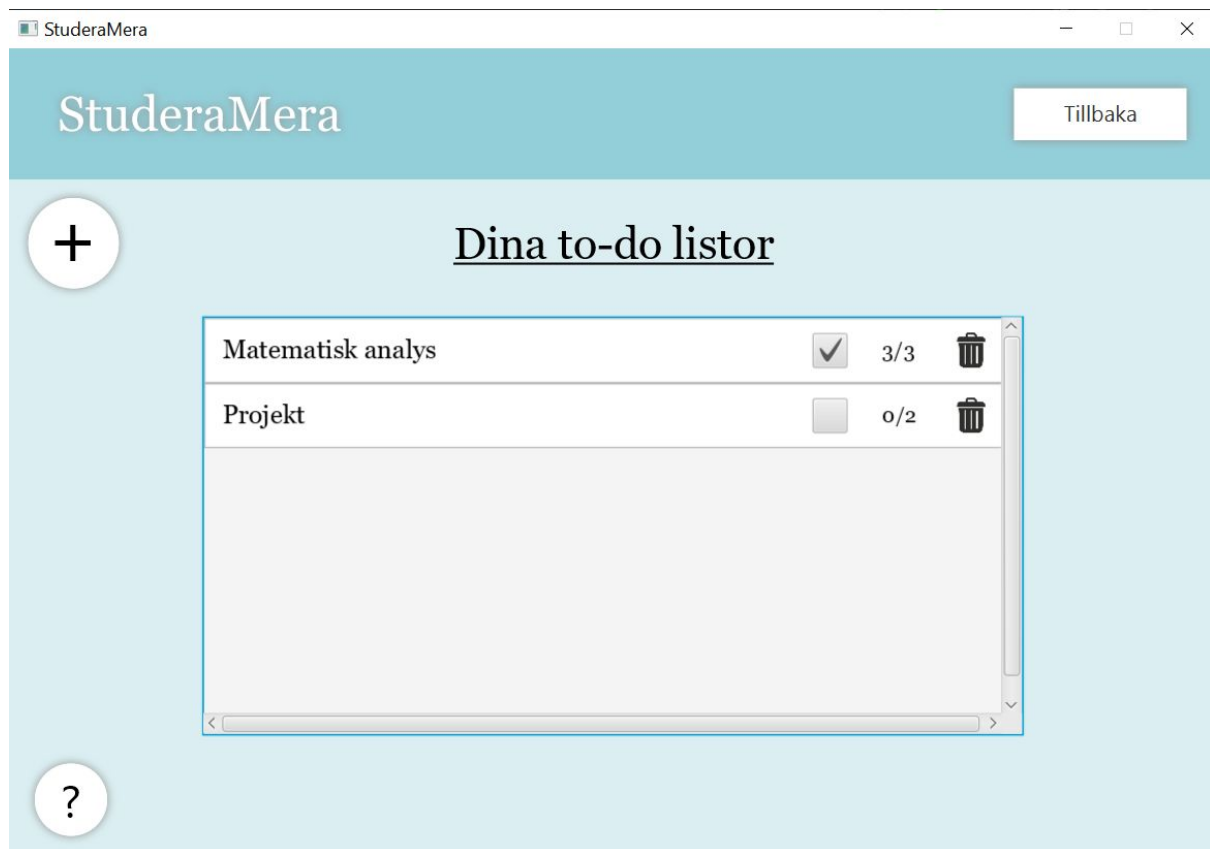 StuderaMera
StuderaMera
Tillbaka
+
Dina to-do listor
Matematisk analys 3/3
Projekt 0/2
?